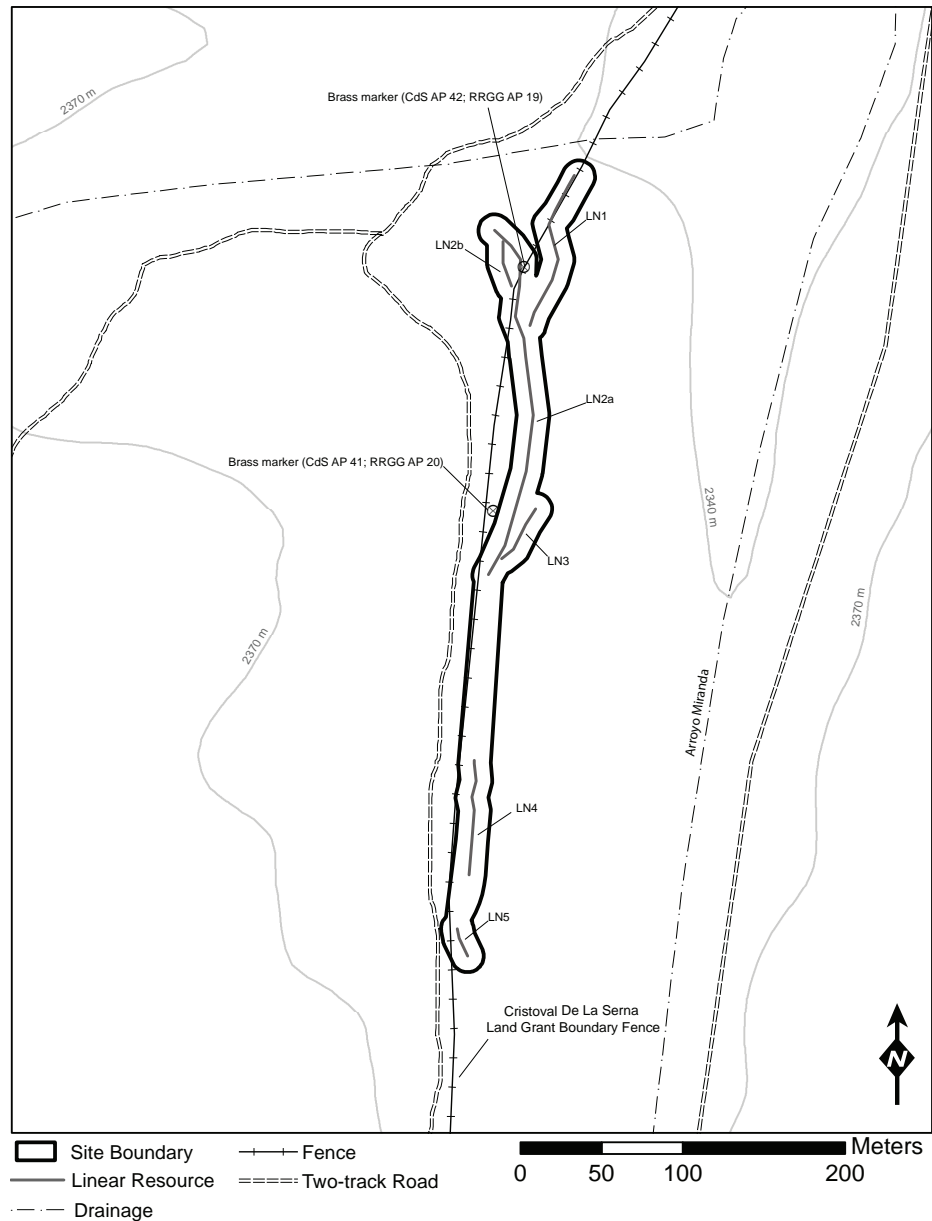 2370 m
Brass marker (CdS AP 42; RRGG AP 19)
LN1
LN2b
LN2a
Brass marker (CdS AP 41; RRGG AP 20)
2340 m
LN3
2370 m
2370 m
Arroyo Miranda
LN4
LN5
Cristoval De La Serna
Land Grant Boundary Fence
N
Site Boundary
Fence
Meters
Linear Resource
Two-track Road
0 50 100 200
Drainage